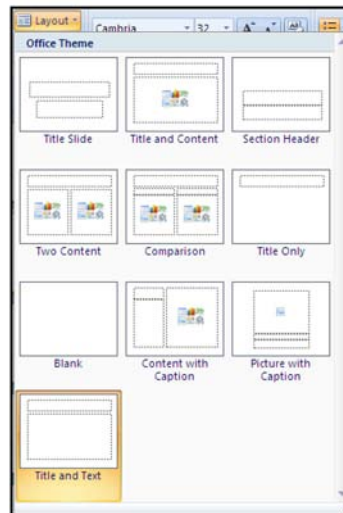 Layout Cambria 32 A A Ab
Office Theme
Title Slide Title and Content Section Header
Two Content Comparison Title Only
Blank Content with Caption Picture with Caption
Title and Text